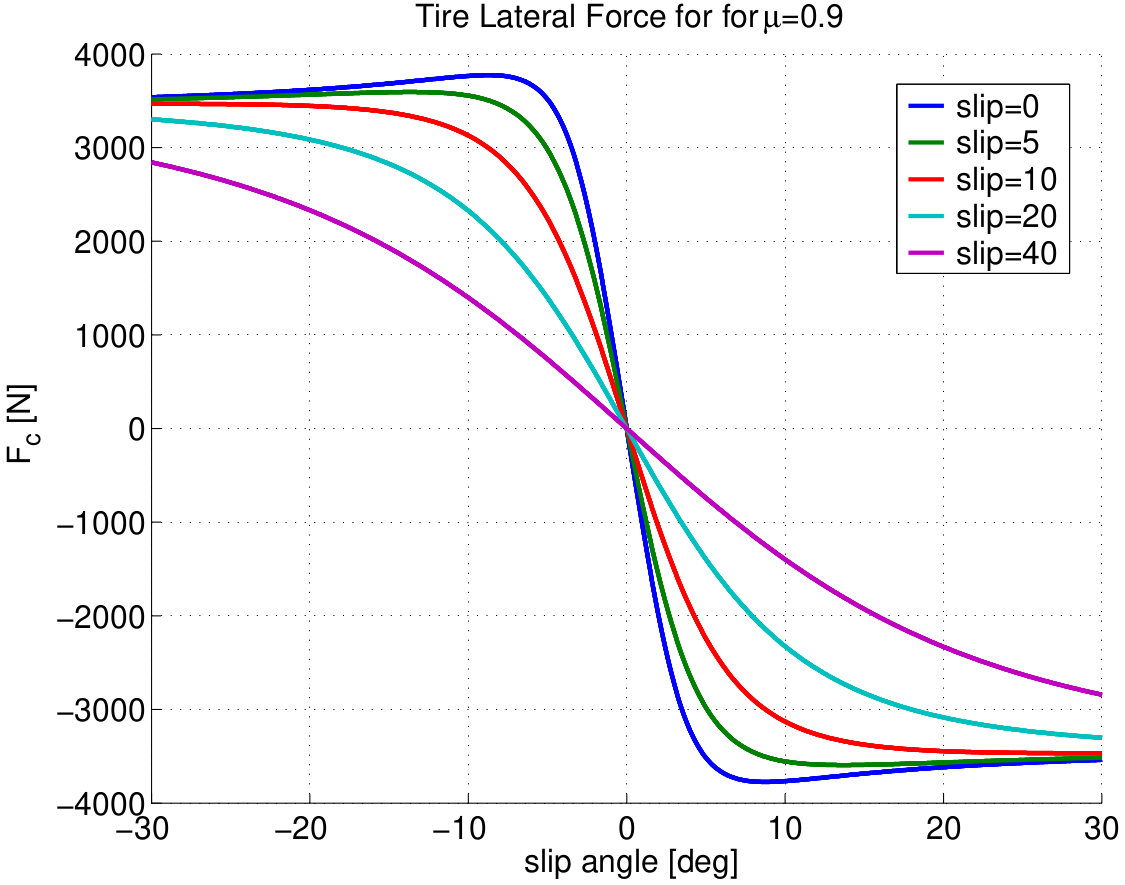 Tire Lateral Force for for μ=0.9
4000
3000
2000
1000
0
−1000
−2000
−3000
−4000
F_c [N]
slip=0
slip=5
slip=10
slip=20
slip=40
−30 −20 −10 0 10 20 30
slip angle [deg]